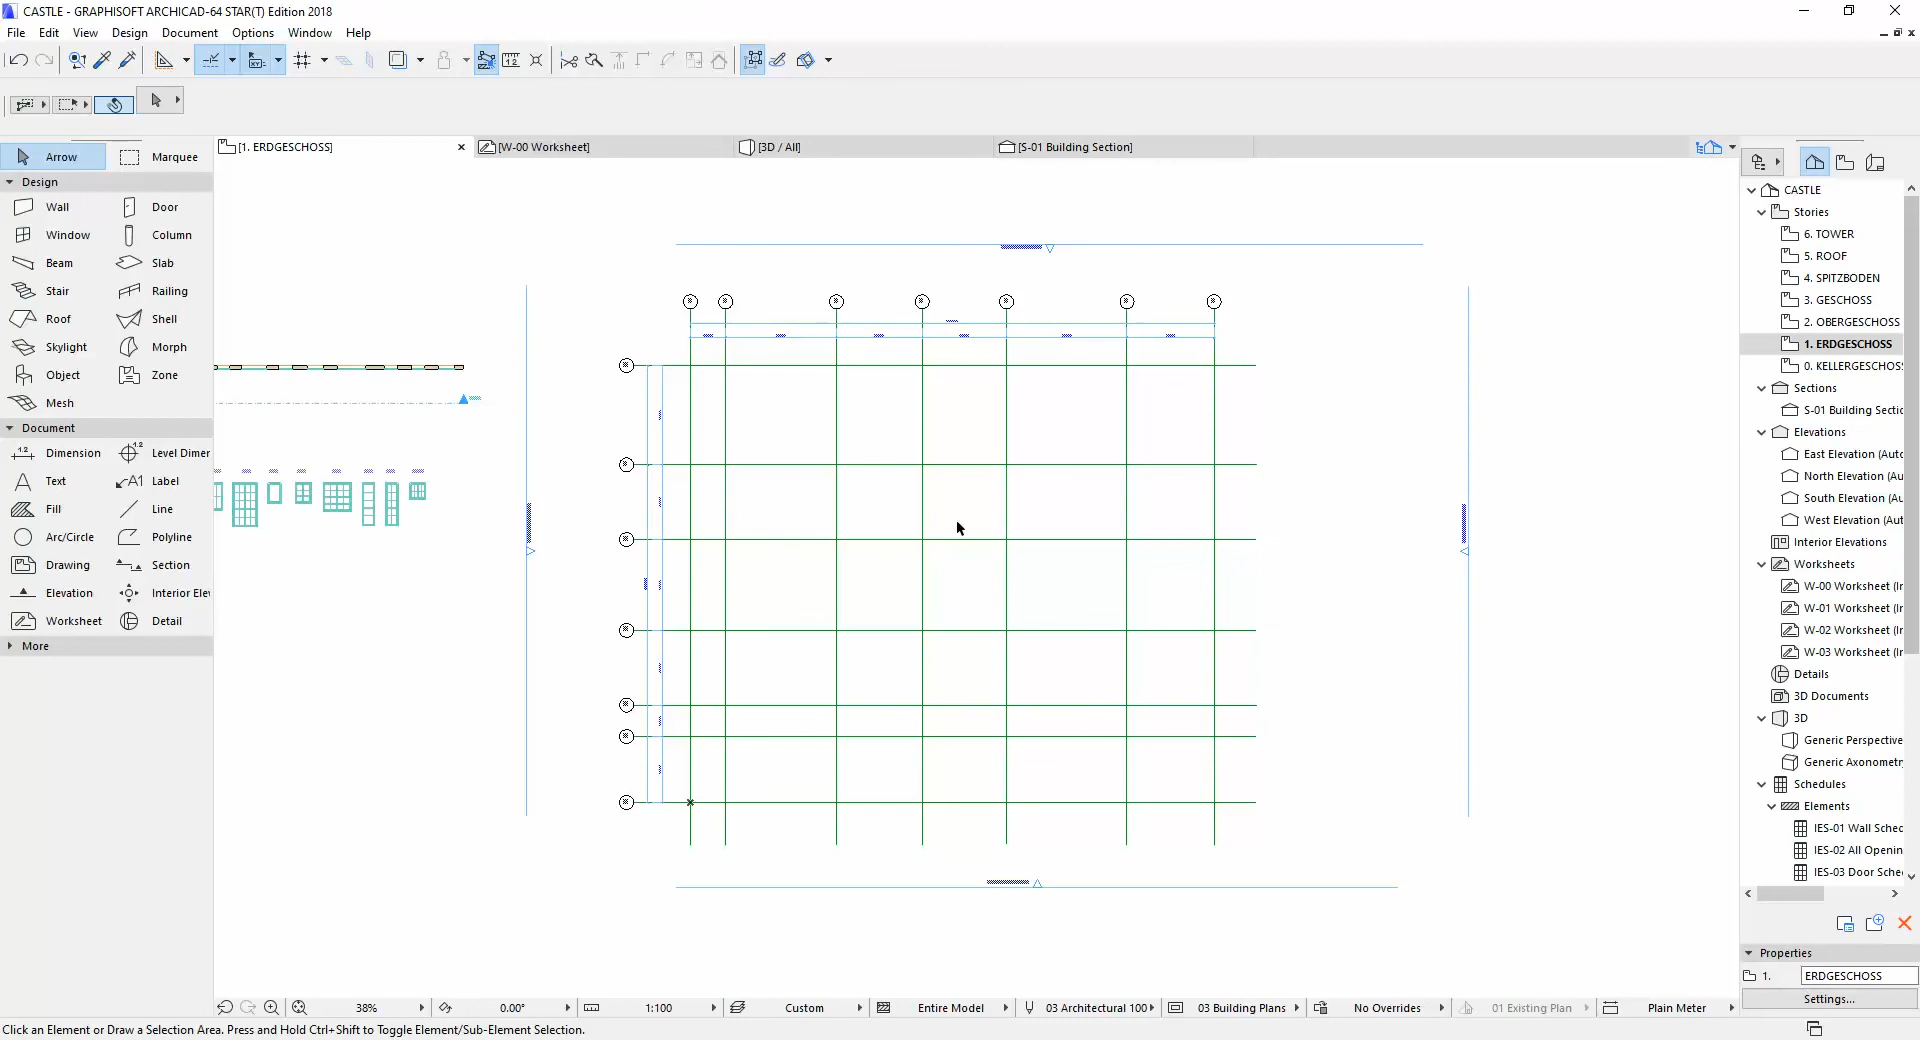 CASTLE - GRAPHISOFT ARCHICAD-64 STAR(T) Edition 2018
File Edit View Design Document Options Window Help
[1. ERDGESCHOSS] [W-00 Worksheet] [3D / All] [S-01 Building Section]
Arrow Marquee
Design
Wall Door
Window Column
Beam Slab
Stair Railing
Roof Shell
Skylight Morph
Object Zone
Mesh
Document
Dimension Level Dimer
Text Label
Fill Line
Arc/Circle Polyline
Drawing Section
Elevation Interior Ele
Worksheet Detail
More
CASTLE
Stories
6. TOWER
5. ROOF
4. SPITZBODEN
3. GESCHOSS
2. OBERGESCHOSS
1. ERDGESCHOSS
0. KELLERGESCHOS
Sections
S-01 Building Sectio
Elevations
East Elevation (Auto
North Elevation (Au
South Elevation (Au
West Elevation (Aut
Interior Elevations
Worksheets
W-00 Worksheet (In
W-01 Worksheet (In
W-02 Worksheet (In
W-03 Worksheet (In
Details
3D Documents
3D
Generic Perspective
Generic Axonometr
Schedules
Elements
IES-01 Wall Sched
IES-02 All Openin
IES-03 Door Sche
Properties
1. ERDGESCHOSS
Settings...
38% 0.00° 1:100 Custom Entire Model 03 Architectural 100 03 Building Plans No Overrides 01 Existing Plan Plain Meter
Click an Element or Draw a Selection Area. Press and Hold Ctrl+Shift to Toggle Element/Sub-Element Selection.